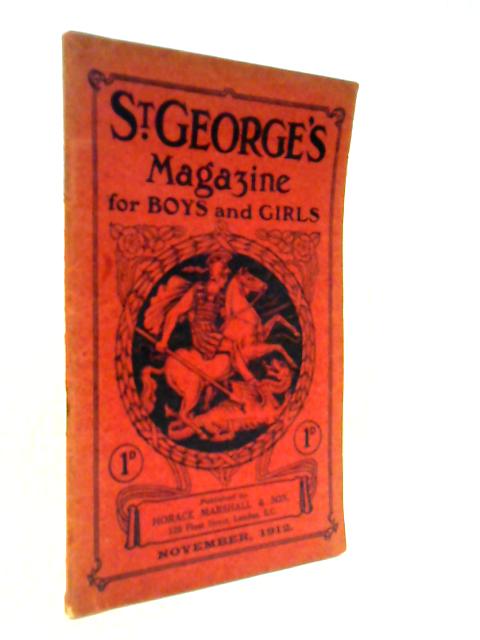 ST. GEORGE'S
Magazine
for BOYS and GIRLS
1D 1D
Published by
HORACE MARSHALL & SON,
125 Fleet Street, London, E.C.
NOVEMBER, 1912.